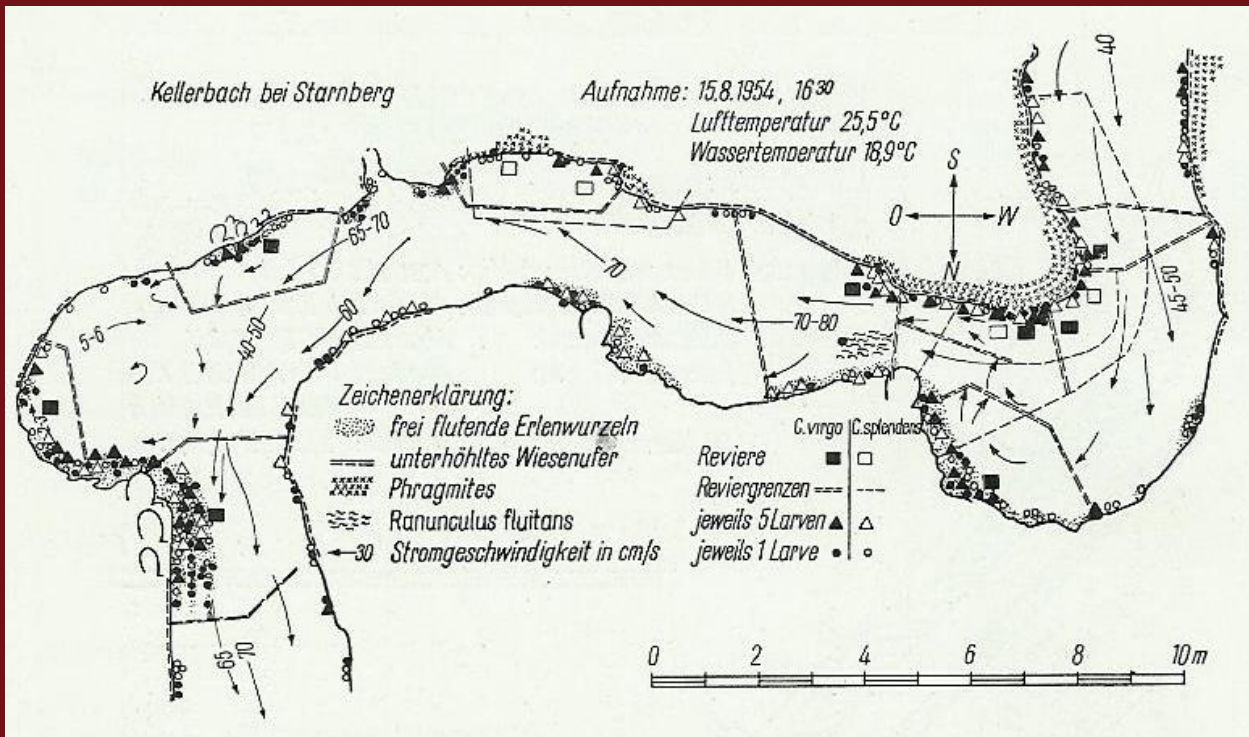 Kellerbach bei Starnberg
Aufnahme: 15.8.1954, 16³⁰
Lufttemperatur 25,5°C
Wassertemperatur 18,9°C
S
O
W
N
40
45-50
70-80
70
65-70
60
40-50
5-6
2-3
65
70
Zeichenerklärung:
frei flutende Erlenwurzeln
unterhöhltes Wiesenufer
Phragmites
Ranunculus fluitans
30 Stromgeschwindigkeit in cm/s
C.virgo C.splendens
Reviere
Reviergrenzen
jeweils 5 Larven
jeweils 1 Larve
0 2 4 6 8 10 m